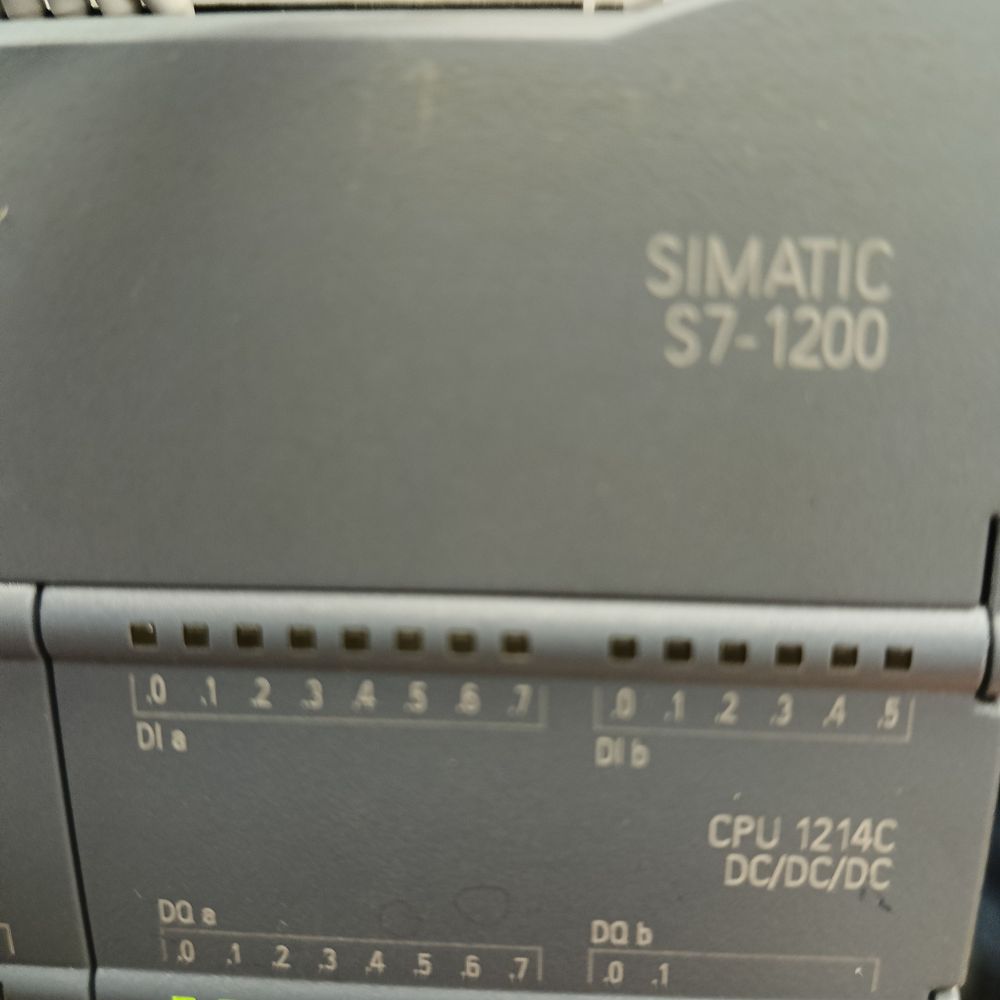 SIMATIC
S7-1200
.0 .1 .2 .3 .4 .5 .6 .7
.0 .1 .2 .3 .4 .5
DI a
DI b
CPU 1214C
DC/DC/DC
DQ a
DQ b
.0 .1 .2 .3 .4 .5 .6 .7
.0 .1